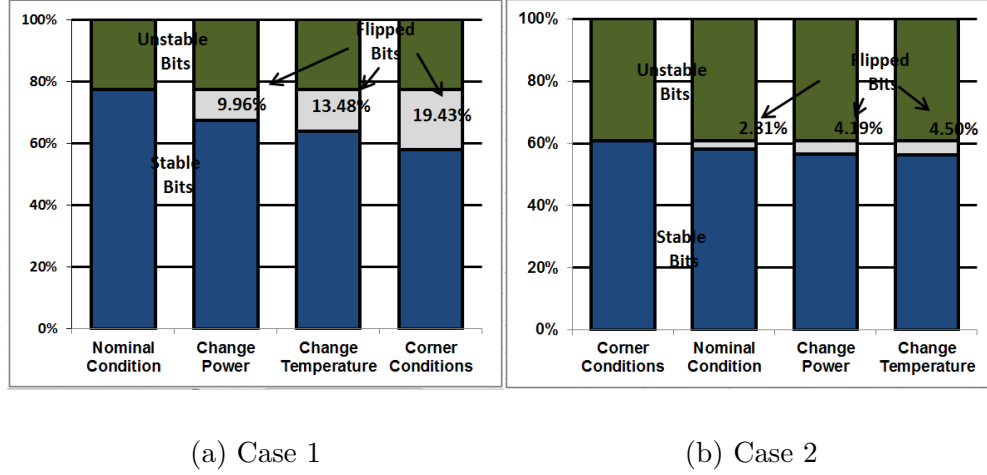 100%
80%
60%
40%
20%
0%
Unstable
Bits
Flipped
Bits
9.96%
13.48%
19.43%
Stable
Bits
Nominal
Condition
Change
Power
Change
Temperature
Corner
Conditions
(a) Case 1
100%
80%
60%
40%
20%
0%
Unstable
Bits
Flipped
Bits
2.81%
4.19%
4.50%
Stable
Bits
Corner
Conditions
Nominal
Condition
Change
Power
Change
Temperature
(b) Case 2